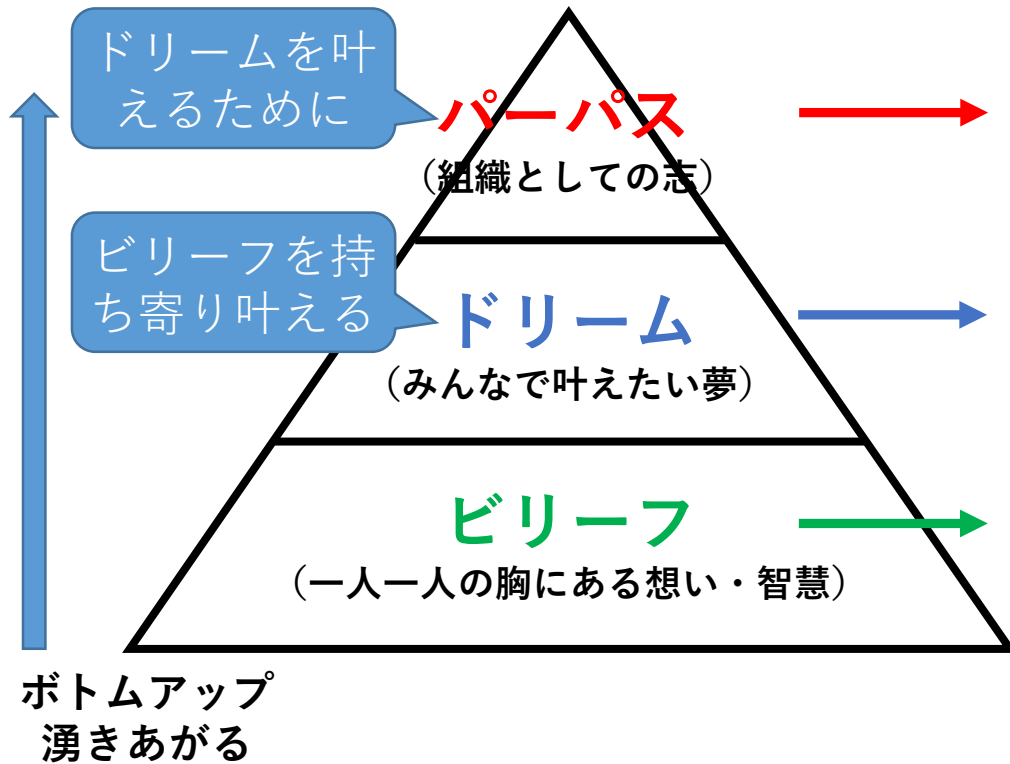 ドリームを叶
えるために
パーパス
（組織としての志）
ビリーフを持
ち寄り叶える
ドリーム
（みんなで叶えたい夢）
ビリーフ
（一人一人の胸にある想い・智慧）
ボトムアップ
湧きあがる